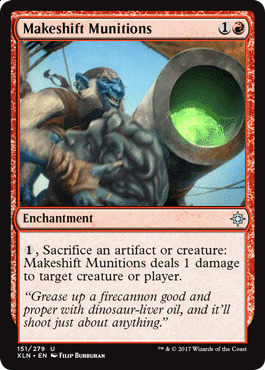 Makeshift Munitions 1
Enchantment
1, Sacrifice an artifact or creature:
Makeshift Munitions deals 1 damage
to target creature or player.
"Grease up a firecannon good and
proper with dinosaur-liver oil, and it'll
shoot just about anything."
151/279 U
XLN • EN Filip Burburan
™ & © 2017 Wizards of the Coast